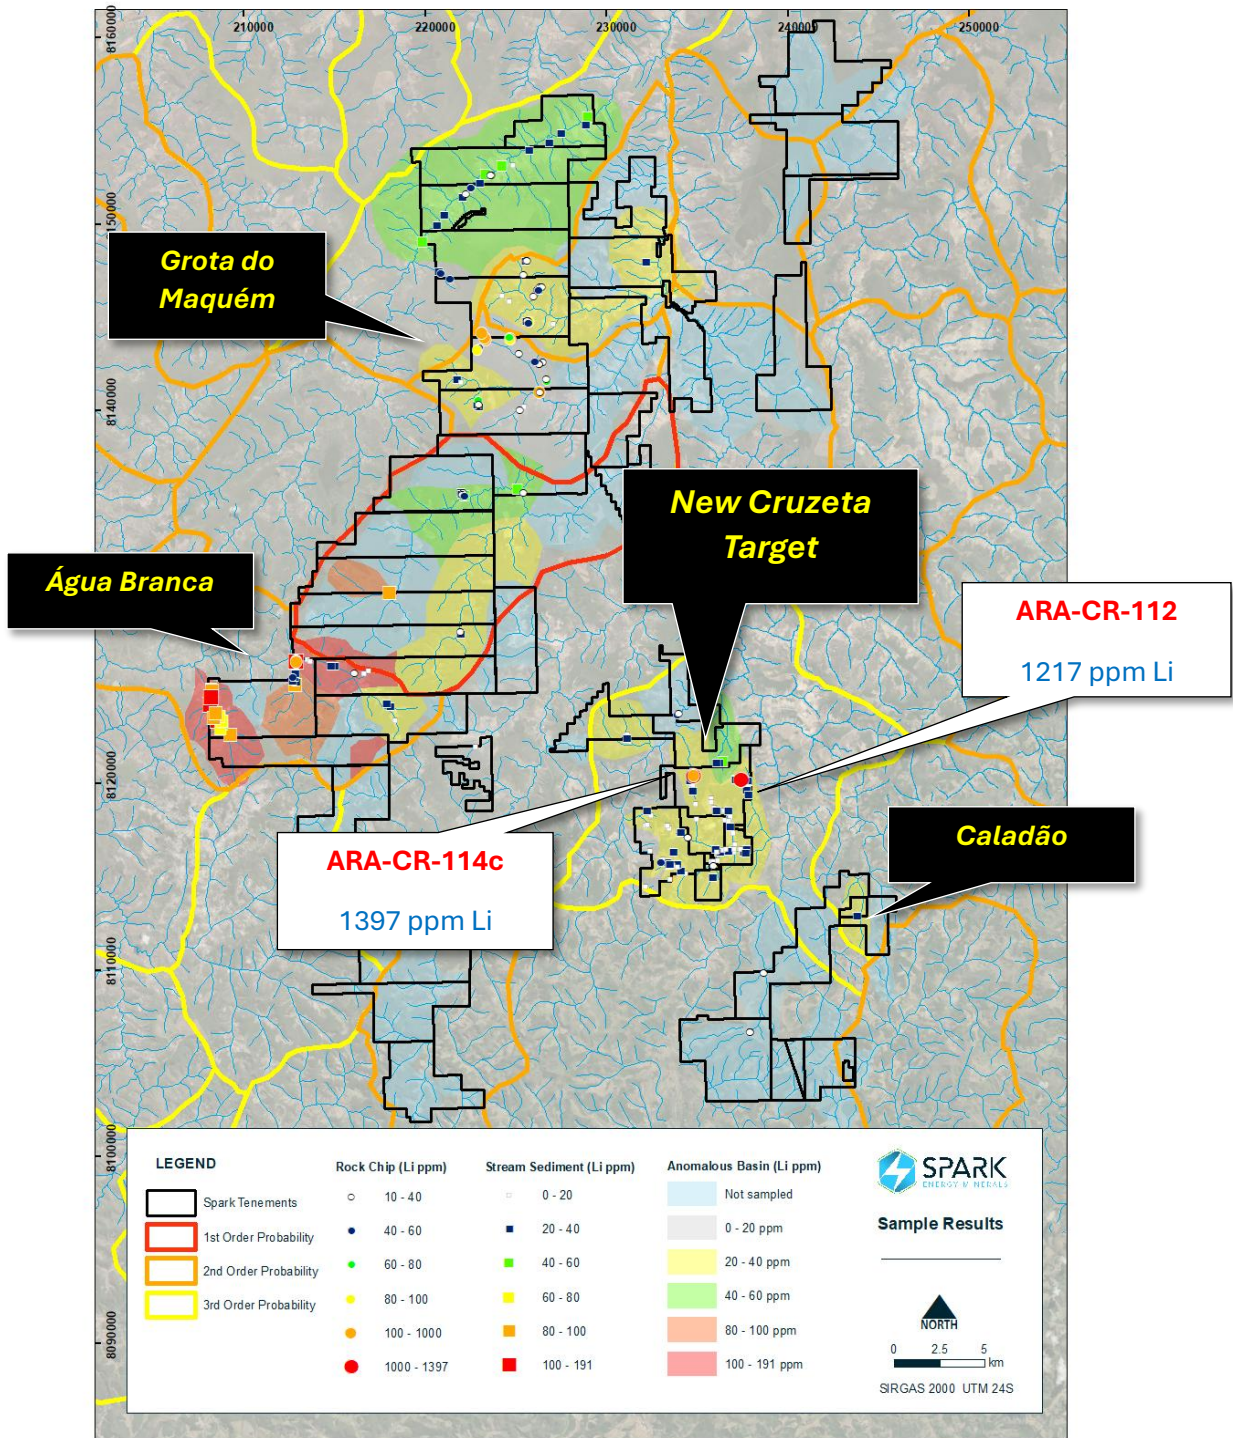 210000
220000
230000
240000
250000
8160000
8150000
8140000
8120000
8110000
8100000
8090000
Grota do
Maquém
New Cruzeta
Target
Água Branca
ARA-CR-112
1217 ppm Li
ARA-CR-114c
1397 ppm Li
Caladão
LEGEND
Spark Tenements
1st Order Probability
2nd Order Probability
3rd Order Probability
Rock Chip (Li ppm)
10 - 40
40 - 60
60 - 80
80 - 100
100 - 1000
1000 - 1397
Stream Sediment (Li ppm)
0 - 20
20 - 40
40 - 60
60 - 80
80 - 100
100 - 191
Anomalous Basin (Li ppm)
Not sampled
0 - 20 ppm
20 - 40 ppm
40 - 60 ppm
80 - 100 ppm
100 - 191 ppm
SPARK
ENERGY MINERALS
Sample Results
NORTH
0 2.5 5
km
SIRGAS 2000 UTM 24S